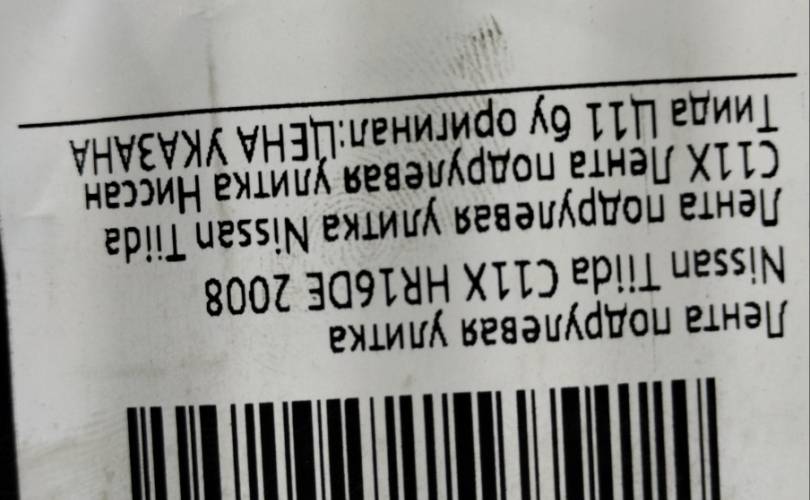 Лента подрулевая улитка
Nissan Tiida C11X HR16DE 2008
Лента подрулевая улитка Nissan Tiida
C11X Лента подрулевая улитка Ниссан
Тиида Ц11 бу оригинал:ЦЕНА УКАЗАНА